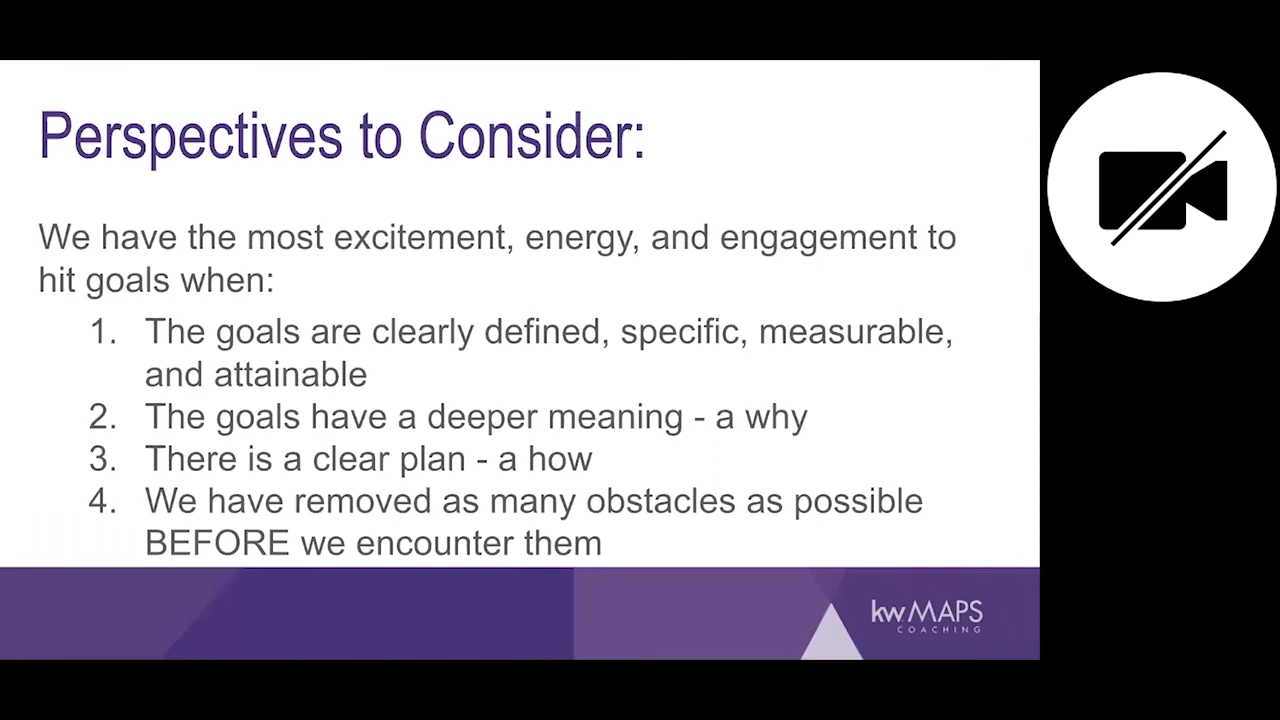 Perspectives to Consider:
We have the most excitement, energy, and engagement to
hit goals when:
1. The goals are clearly defined, specific, measurable,
and attainable
2. The goals have a deeper meaning - a why
3. There is a clear plan - a how
4. We have removed as many obstacles as possible
BEFORE we encounter them
kwMAPS
COACHING